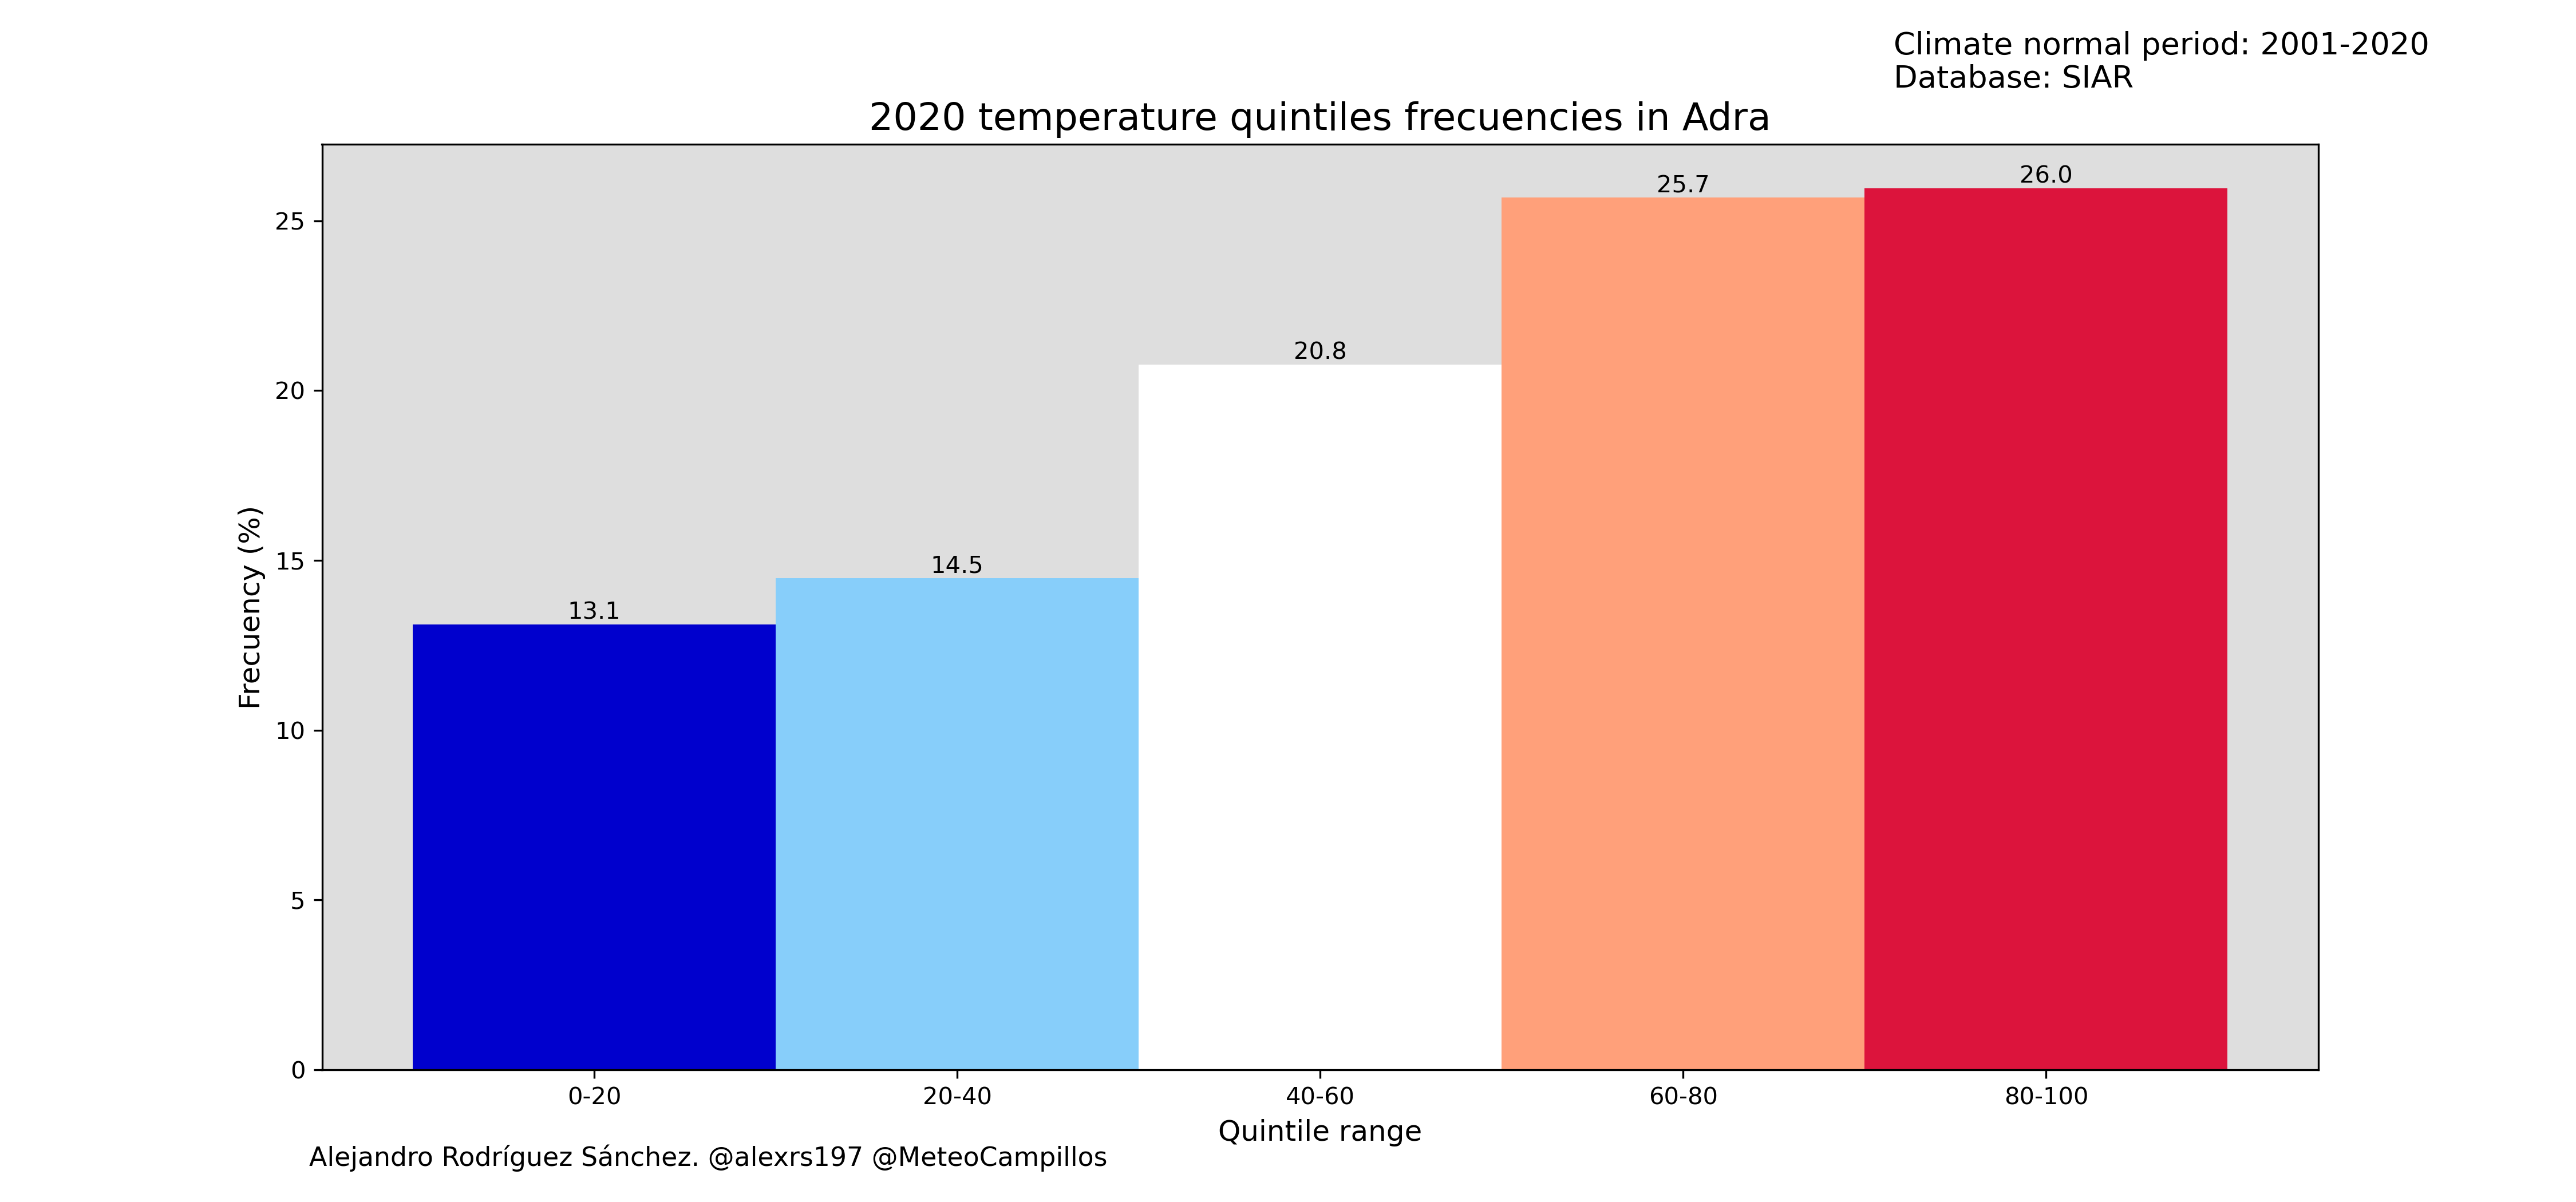 Climate normal period: 2001-2020
Database: SIAR
2020 temperature quintiles frecuencies in Adra
Frecuency (%)
25
20
15
10
5
0
13.1
14.5
20.8
25.7
26.0
0-20
20-40
40-60
60-80
80-100
Quintile range
Alejandro Rodríguez Sánchez. @alexrs197 @MeteoCampillos